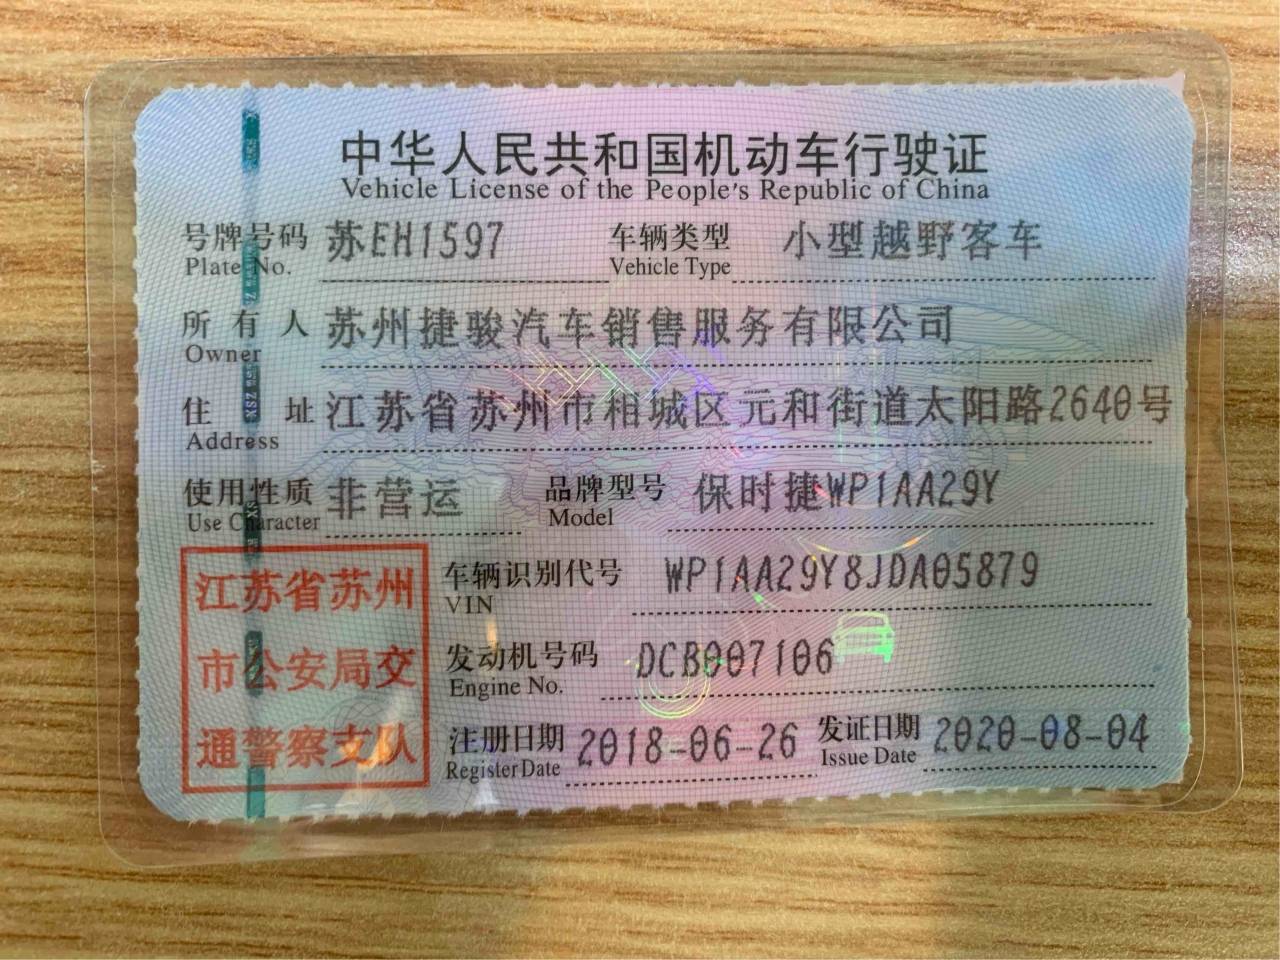 中华人民共和国机动车行驶证
Vehicle License of the People's Republic of China
号牌号码 苏EH1597 车辆类型 小型越野客车
Plate No. Vehicle Type
所有人 苏州捷骏汽车销售服务有限公司
Owner
住址 江苏省苏州市相城区元和街道太阳路2640号
Address
使用性质 非营运 品牌型号 保时捷WP1AA29Y
Use Character Model
江苏省苏州 车辆识别代号 WP1AA29Y8JDA05879
VIN
市公安局交 发动机号码 DCB007106
Engine No.
通警察支队 注册日期 2018-06-26 发证日期 2020-08-04
Register Date Issue Date